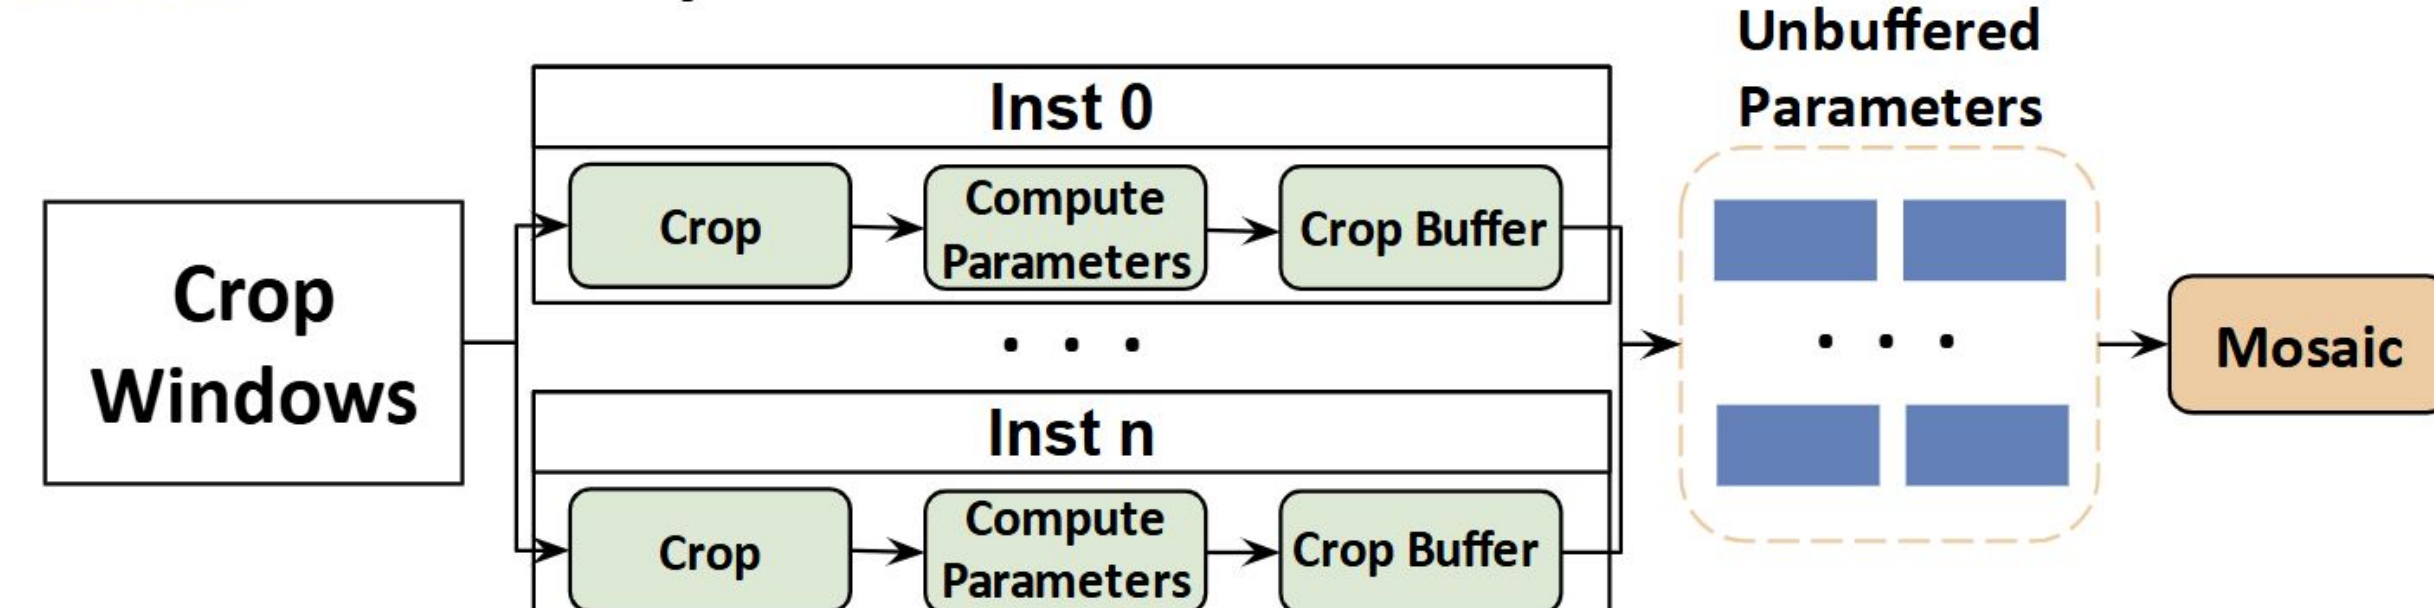 Unbuffered
Parameters
Inst 0
Crop
Compute
Parameters
Crop Buffer
Crop
Windows
. . .
. . .
Mosaic
Inst n
Crop
Compute
Parameters
Crop Buffer